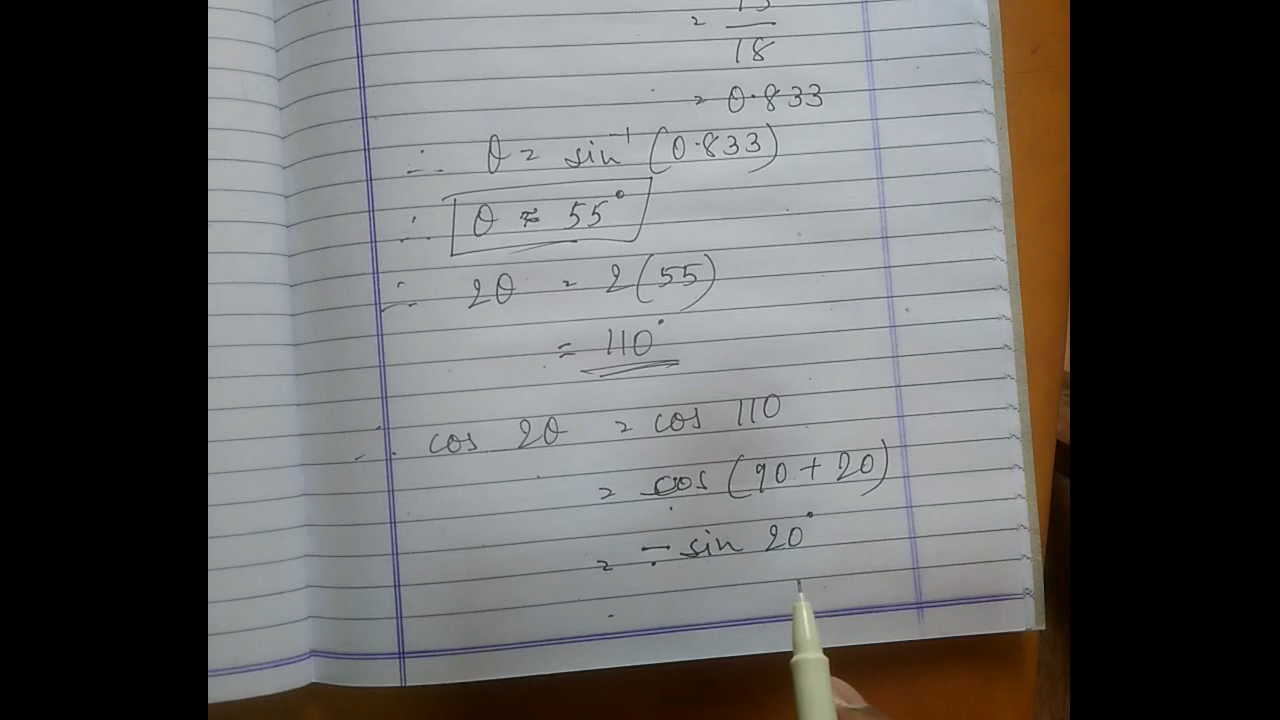 =
18
= 0.833
∴ θ = sin⁻¹ (0.833)
∴ θ ≈ 55°
∴ 2θ = 2(55)
= 110°
∴ cos 2θ = cos 110
= cos (90 + 20)
= - sin 20°